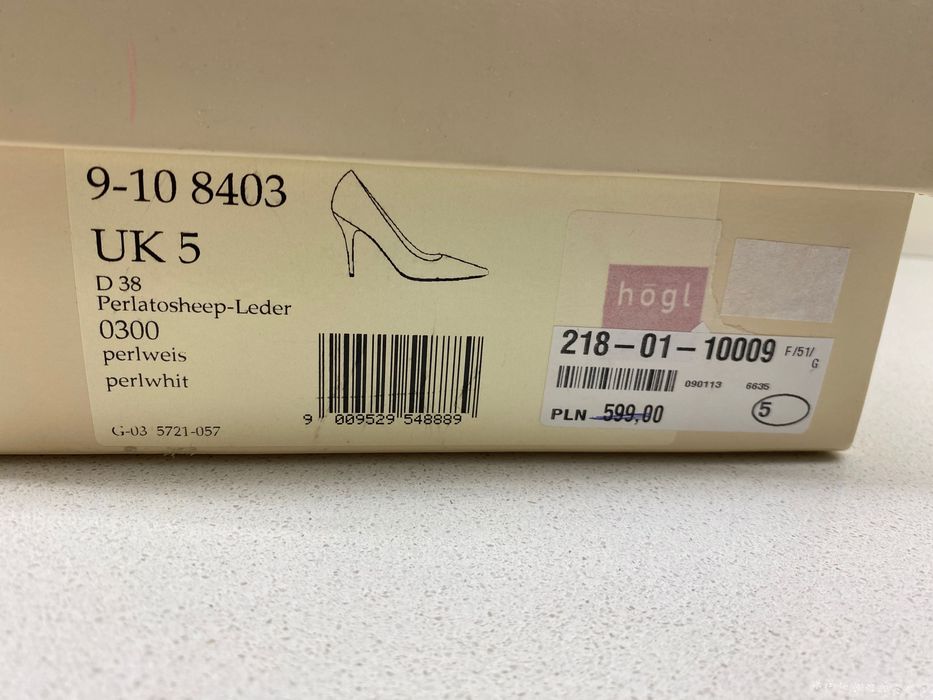 9-10 8403
UK 5
D 38
Perlatosheep-Leder
0300
perlweis
perlwhit
G-03 5721-057
9 009529 548889
högl
218-01-10009 F/51/
G
090113 6635
PLN 599,00 5